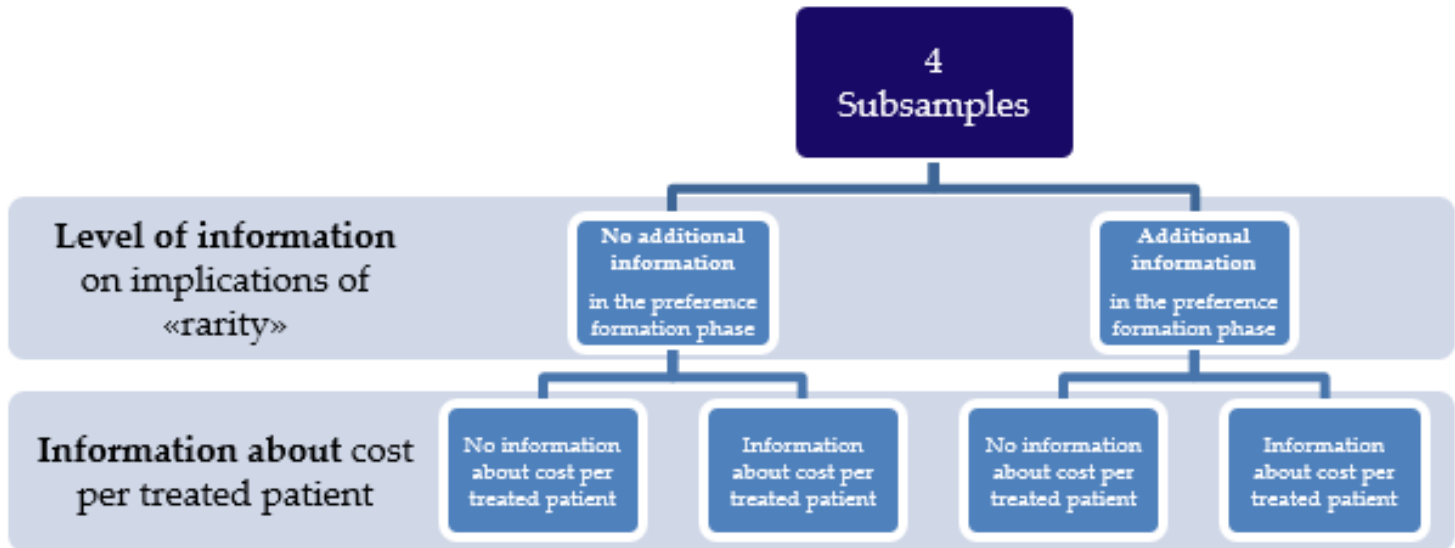 4
Subsamples
Level of information
on implications of
«rarity»
No additional
information
in the preference
formation phase
Additional
information
in the preference
formation phase
Information about cost
per treated patient
No information
about cost per
treated patient
Information
about cost per
treated patient
No information
about cost per
treated patient
Information
about cost per
treated patient